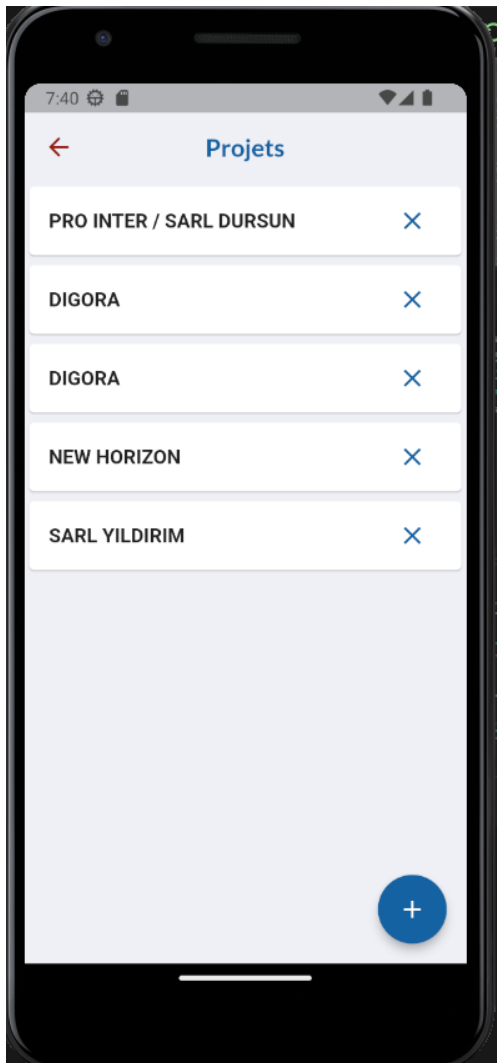 7:40
Projets
PRO INTER / SARL DURSUN
DIGORA
DIGORA
NEW HORIZON
SARL YILDIRIM